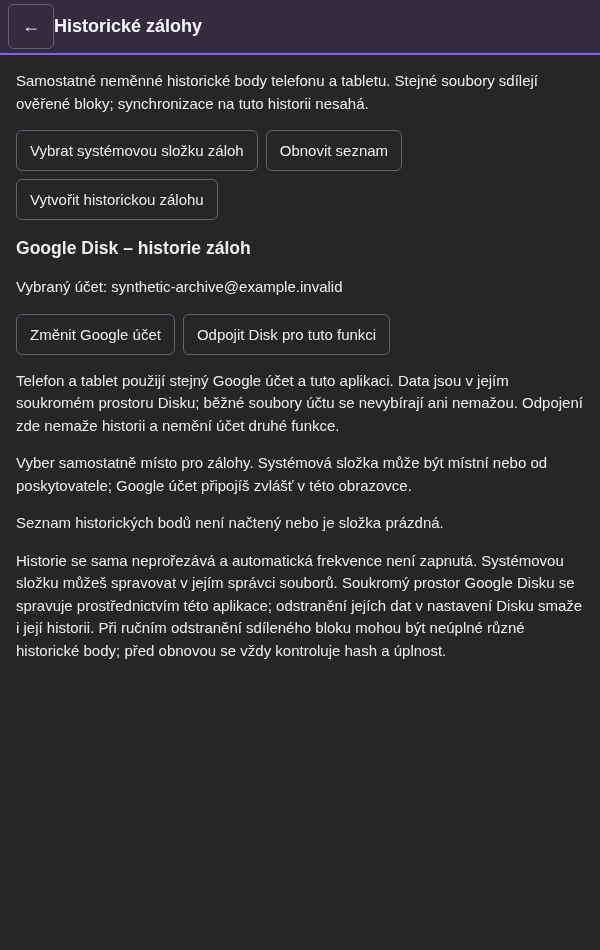 ← Historické zálohy
Samostatné neměnné historické body telefonu a tabletu. Stejné soubory sdílejí
ověřené bloky; synchronizace na tuto historii nesahá.
Vybrat systémovou složku záloh Obnovit seznam
Vytvořit historickou zálohu
Google Disk – historie záloh
Vybraný účet: synthetic-archive@example.invalid
Změnit Google účet Odpojit Disk pro tuto funkci
Telefon a tablet použijí stejný Google účet a tuto aplikaci. Data jsou v jejím
soukromém prostoru Disku; běžné soubory účtu se nevybírají ani nemažou. Odpojení
zde nemaže historii a nemění účet druhé funkce.
Vyber samostatně místo pro zálohy. Systémová složka může být místní nebo od
poskytovatele; Google účet připojíš zvlášť v této obrazovce.
Seznam historických bodů není načtený nebo je složka prázdná.
Historie se sama neprořezává a automatická frekvence není zapnutá. Systémovou
složku můžeš spravovat v jejím správci souborů. Soukromý prostor Google Disku se
spravuje prostřednictvím této aplikace; odstranění jejích dat v nastavení Disku smaže
i její historii. Při ručním odstranění sdíleného bloku mohou být neúplné různé
historické body; před obnovou se vždy kontroluje hash a úplnost.